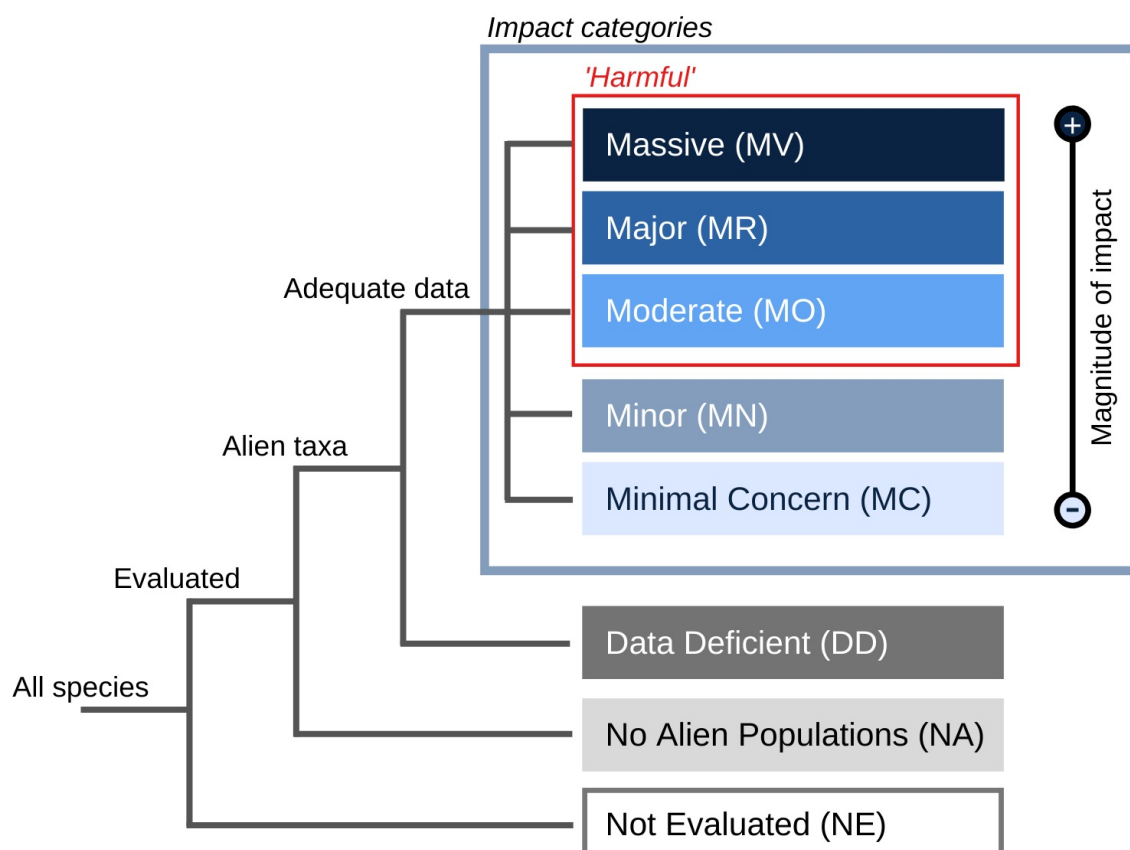 Impact categories
'Harmful'
Massive (MV)
Major (MR)
Moderate (MO)
Minor (MN)
Minimal Concern (MC)
+
Magnitude of impact
-
Adequate data
Alien taxa
Evaluated
All species
Data Deficient (DD)
No Alien Populations (NA)
Not Evaluated (NE)